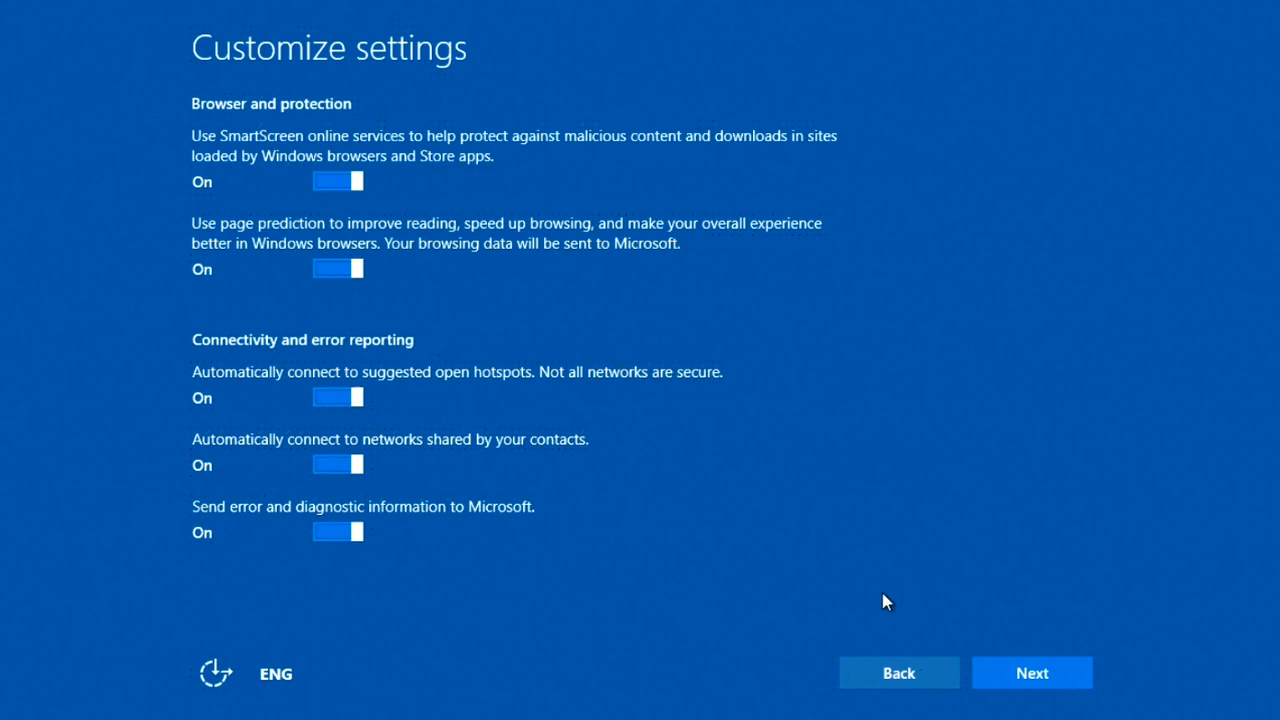 Customize settings
Browser and protection
Use SmartScreen online services to help protect against malicious content and downloads in sites
loaded by Windows browsers and Store apps.
On
Use page prediction to improve reading, speed up browsing, and make your overall experience
better in Windows browsers. Your browsing data will be sent to Microsoft.
On
Connectivity and error reporting
Automatically connect to suggested open hotspots. Not all networks are secure.
On
Automatically connect to networks shared by your contacts.
On
Send error and diagnostic information to Microsoft.
On
ENG
Back
Next